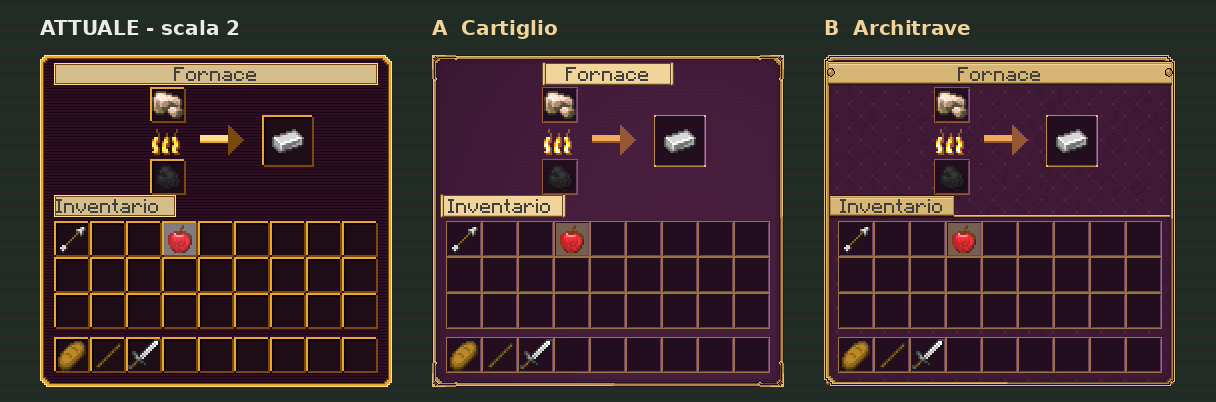 ATTUALE - scala 2
Fornace
Inventario
A Cartiglio
Fornace
Inventario
B Architrave
Fornace
Inventario